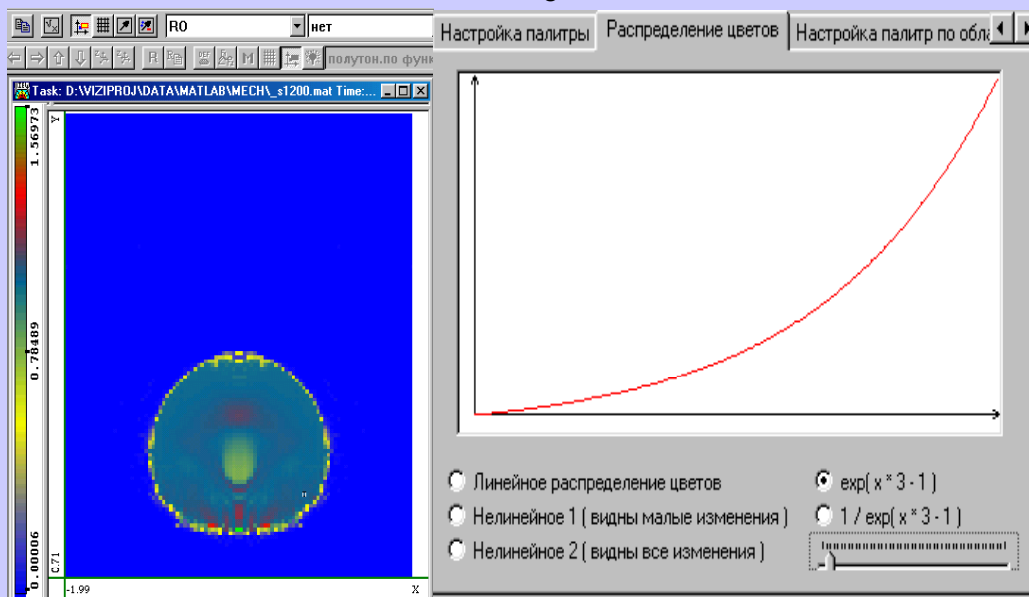 RO
нет
R
M
полутон.по функ
Task: D:\VIZIPROJ\DATA\MATLAB\MECH\_s1200.mat Time:...
1.56973
0.78489
0.00006
Y
0.71
-1.99
X
Настройка палитры
Распределение цветов
Настройка палитр по обла
Линейное распределение цветов
Нелинейное 1 ( видны малые изменения )
Нелинейное 2 ( видны все изменения )
exp( x * 3 - 1 )
1 / exp( x * 3 - 1 )